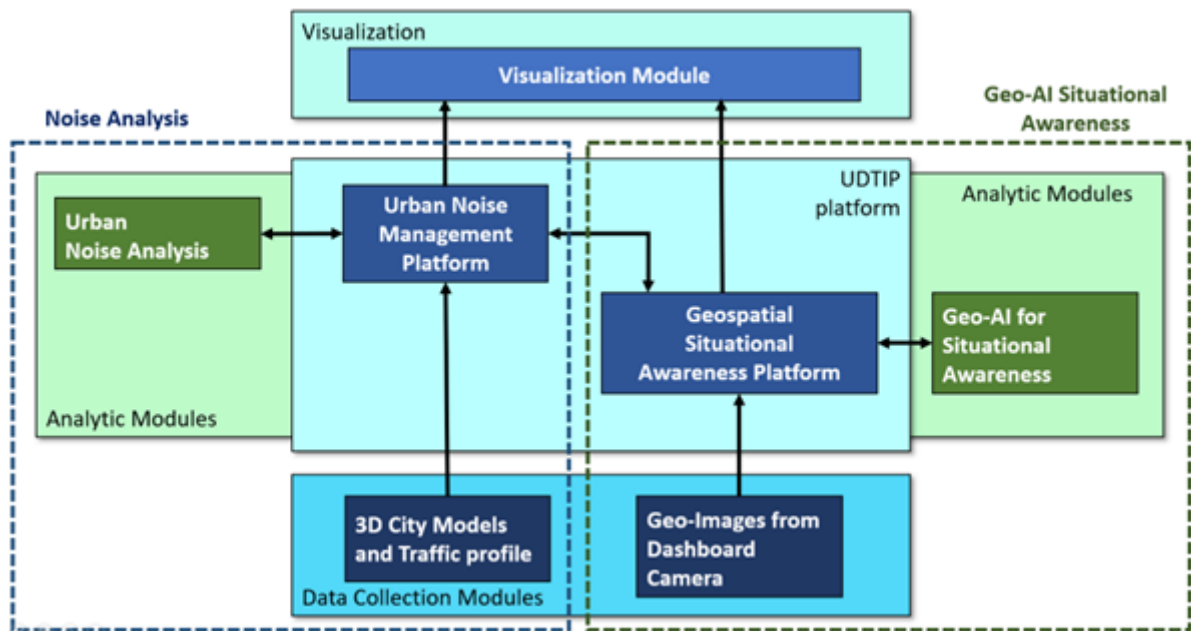 Visualization
Visualization Module
Noise Analysis
Geo-AI Situational
Awareness
UDTIP
platform
Analytic Modules
Urban
Noise Analysis
Urban Noise
Management
Platform
Geospatial
Situational
Awareness Platform
Geo-AI for
Situational
Awareness
Analytic Modules
3D City Models
and Traffic profile
Geo-Images from
Dashboard
Camera
Data Collection Modules